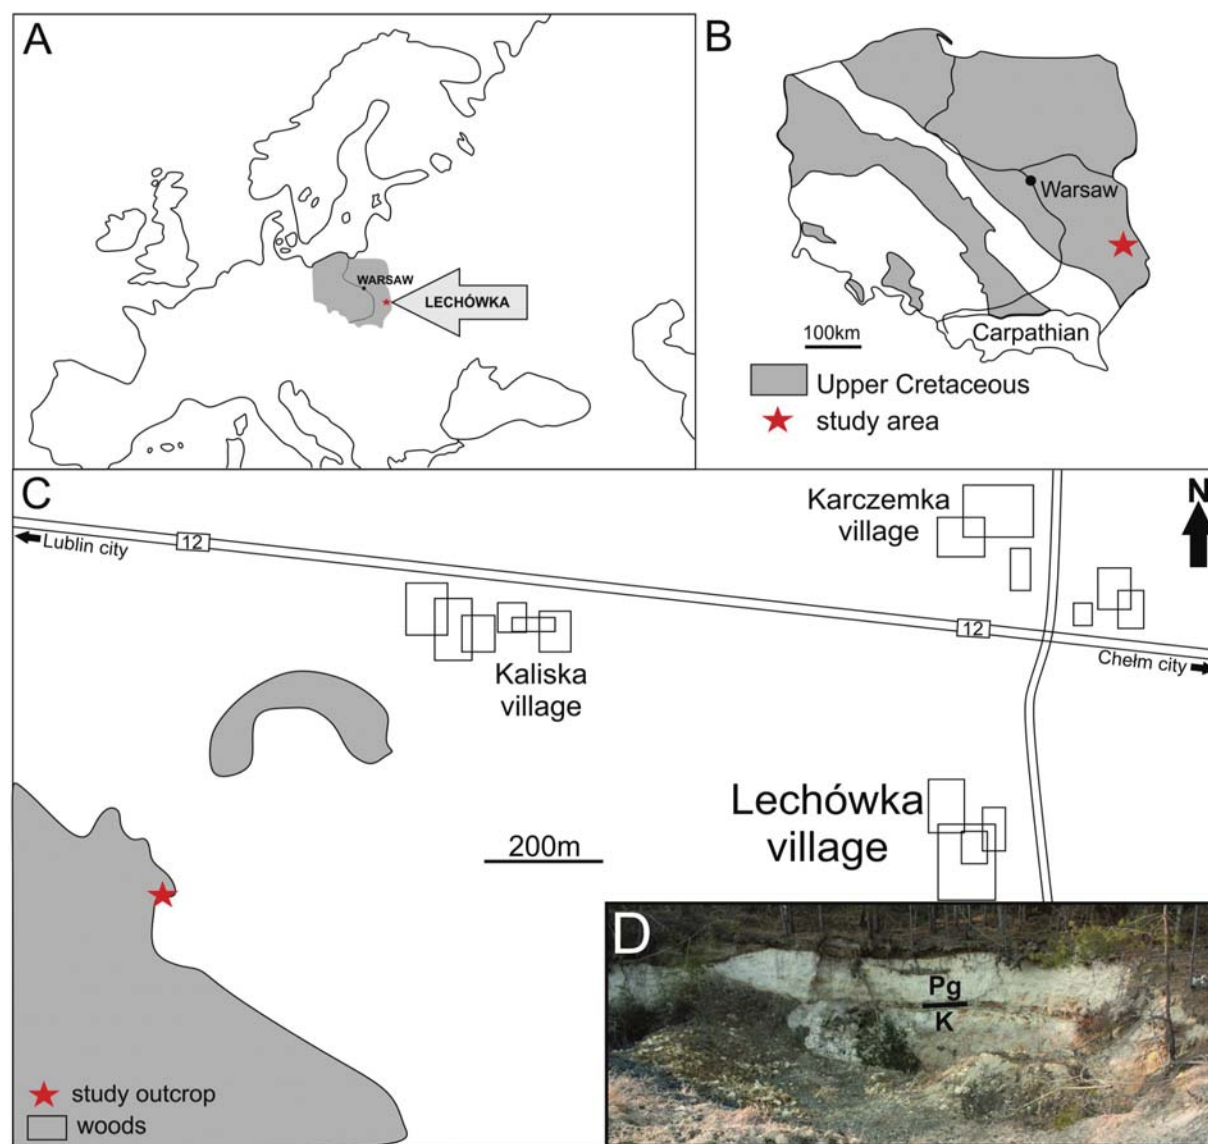 A
WARSAW
LECHÓWKA
B
Warsaw
Carpathian
100km
Upper Cretaceous
study area
C
Karczemka
village
N
12
Lublin city
12
Chełm city
Kaliska
village
Lechówka
village
200m
study outcrop
woods
D
Pg
K